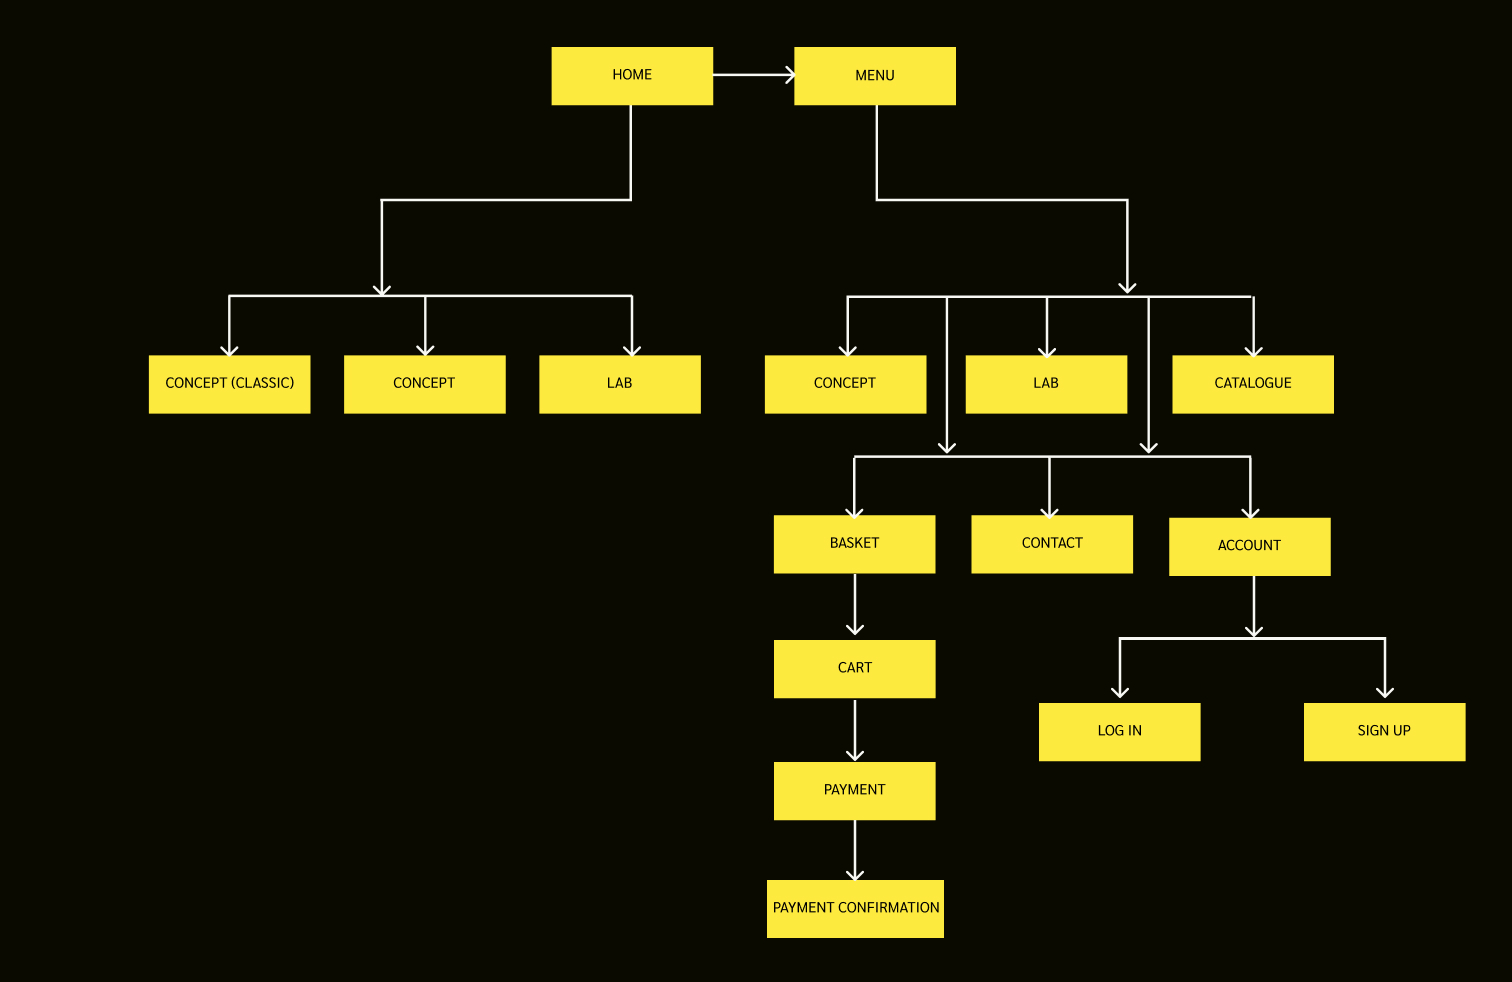 HOME
MENU
CONCEPT (CLASSIC)
CONCEPT
LAB
CONCEPT
LAB
CATALOGUE
BASKET
CONTACT
ACCOUNT
CART
LOG IN
SIGN UP
PAYMENT
PAYMENT CONFIRMATION